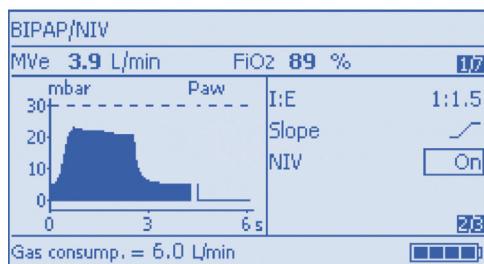 BIPAP/NIV
MVe 3.9 L/min FiO2 89 % 1/7
mbar Paw
30
20
10
0
0 3 6 s
I:E 1:1.5
Slope
NIV On
2/3
Gas consump. = 6.0 L/min